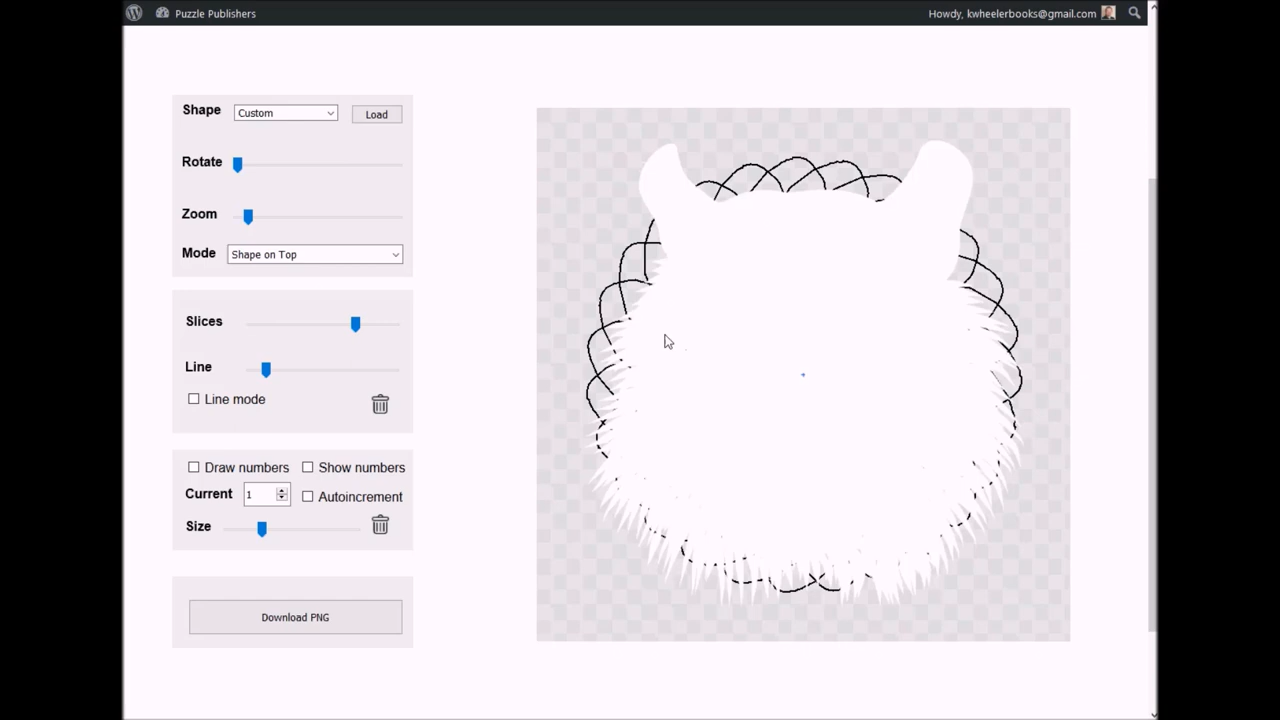 Puzzle Publishers
Howdy, kwheelerbooks@gmail.com
Shape Custom Load
Rotate
Zoom
Mode Shape on Top
Slices
Line
Line mode
Draw numbers Show numbers
Current 1 Autoincrement
Size
Download PNG